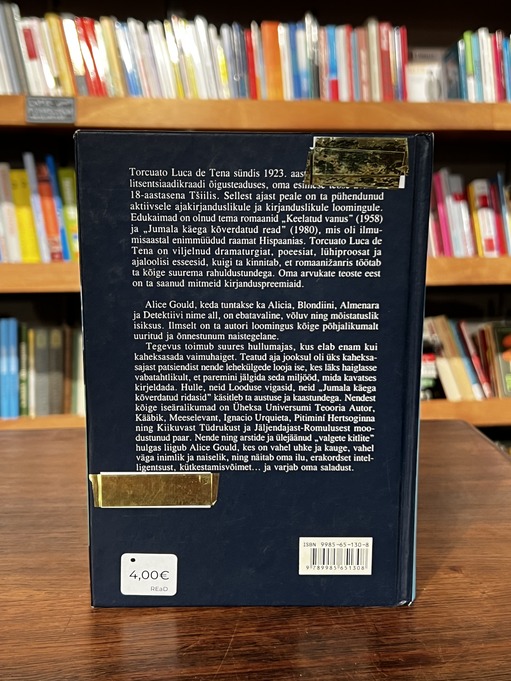 Torcuato Luca de Tena sündis 1923. aast
litsentsiaadikraadi õigusteaduses, oma
18-aastasena Tšiilis. Sellest ajast peale on ta pühendunud
aktiivsele ajakirjanduslikule ja kirjanduslikule loomingule.
Edukaimad on olnud tema romaanid „Keelatud vanus" (1958)
ja „Jumala käega kõverdatud read" (1980), mis oli ilmu-
misaastal enimmüüdud raamat Hispaanias. Torcuato Luca de
Tena on viljelnud dramaturgiat, poeesiat, lühiproosat ja
ajaloolisi esseesid, kuigi ta kinnitab, et romaanižanris töötab
ta kõige suurema rahuldustundega. Oma arvukate teoste eest
on ta saanud mitmeid kirjanduspreemiaid.
Alice Gould, keda tuntakse ka Alicia, Blondiini, Almenara
ja Detektiivi nime all, on ebatavaline, võluv ning mõistatuslik
isiksus. Ilmselt on ta autori loomingus kõige põhjalikumalt
uuritud ja õnnestunum naistegelane.
Tegevus toimub suures hullumajas, kus elab enam kui
kaheksasada vaimuhaiget. Teatud aja jooksul oli üks kaheksa-
sajast patsiendist nende lehekülgede looja ise, kes läks haiglasse
vabatahtlikult, et paremini jälgida seda miljööd, mida kavatses
kirjeldada. Hulle, neid Looduse vigasid, neid „Jumala käega
kõverdatud ridasid" käsitleb ta austuse ja kaastundega. Nendest
kõige iseäralikumad on Üheksa Universumi Teooria Autor,
Kääbik, Meeselevant, Ignacio Urquieta, Pitimini Hertsoginna
ning Kiikuvast Tüdrukust ja Jäljendajast-Romulusest moo-
dustunud paar. Nende ning arstide ja ülejäänud „valgete kitlite"
hulgas liigub Alice Gould, kes on vahel uhke ja kauge, vahel
väga inimlik ja naiselik, ning näitab oma ilu, erakordset intel-
ligentsust, kütkestamisvõimet... ja varjab oma saladust.
ISBN 9985-65-130-8
9 789985 651308
4,00€
READ